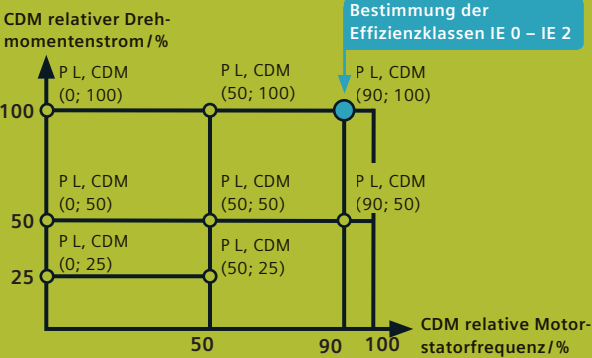 CDM relativer Dreh-
momentenstrom / %
Bestimmung der
Effizienzklassen IE 0 – IE 2
P L, CDM
(0; 100)
P L, CDM
(50; 100)
P L, CDM
(90; 100)
100
P L, CDM
(0; 50)
P L, CDM
(50; 50)
P L, CDM
(90; 50)
50
P L, CDM
(0; 25)
P L, CDM
(50; 25)
25
50
90
100
CDM relative Motor-
statorfrequenz / %